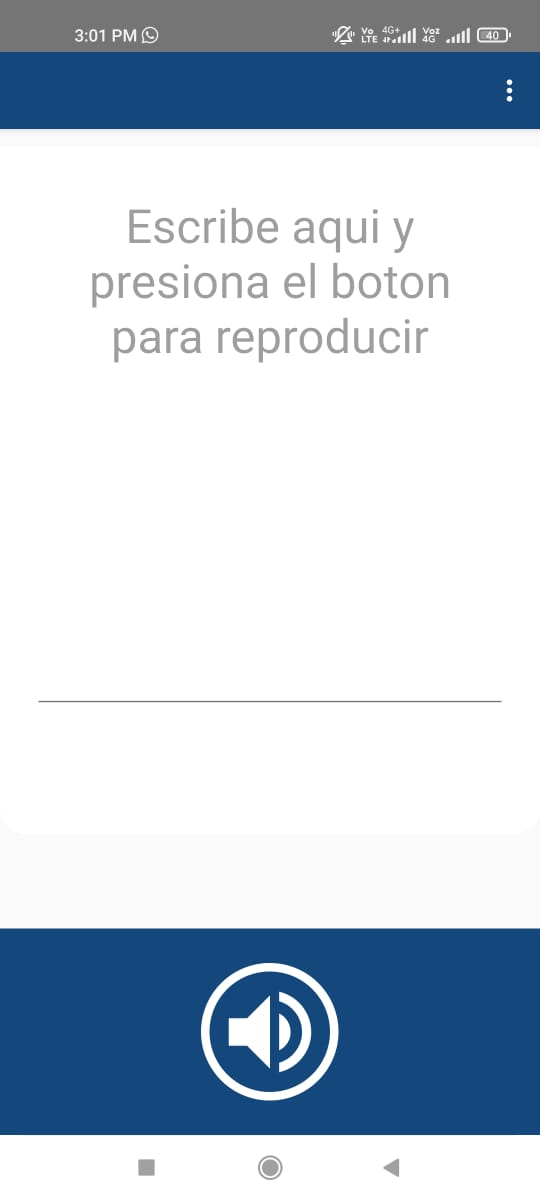 3:01 PM
Vo LTE 4G+ Voz 4G 40
Escribe aqui y
presiona el boton
para reproducir